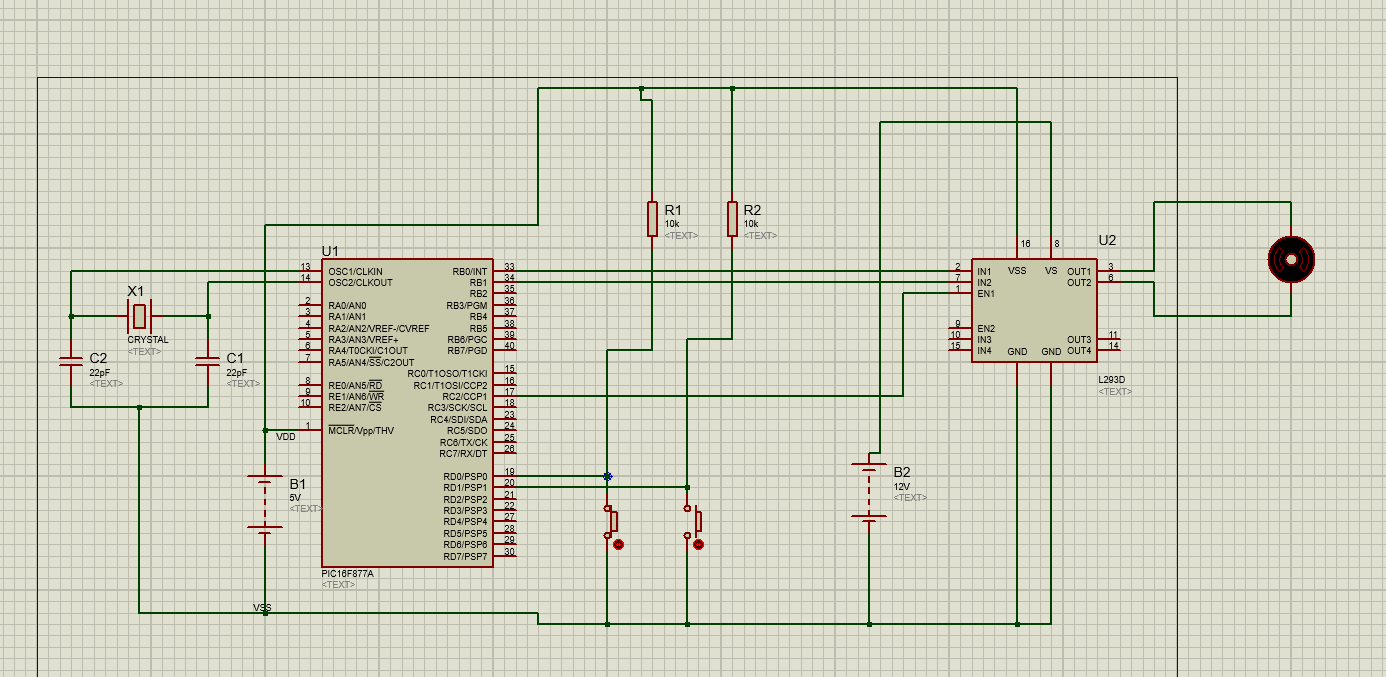 X1
CRYSTAL
<TEXT>
C2
22pF
<TEXT>
C1
22pF
<TEXT>
B1
5V
<TEXT>
VDD
VSS
U1
13 OSC1/CLKIN
14 OSC2/CLKOUT
2 RA0/AN0
3 RA1/AN1
4 RA2/AN2/VREF-/CVREF
5 RA3/AN3/VREF+
6 RA4/T0CKI/C1OUT
7 RA5/AN4/SS/C2OUT
8 RE0/AN5/RD
9 RE1/AN6/WR
10 RE2/AN7/CS
1 MCLR/Vpp/THV
RB0/INT 33
RB1 34
RB2 35
RB3/PGM 36
RB4 37
RB5 38
RB6/PGC 39
RB7/PGD 40
RC0/T1OSO/T1CKI 15
RC1/T1OSI/CCP2 16
RC2/CCP1 17
RC3/SCK/SCL 18
RC4/SDI/SDA 23
RC5/SDO 24
RC6/TX/CK 25
RC7/RX/DT 26
RD0/PSP0 19
RD1/PSP1 20
RD2/PSP2 21
RD3/PSP3 22
RD4/PSP4 27
RD5/PSP5 28
RD6/PSP6 29
RD7/PSP7 30
PIC16F877A
<TEXT>
R1
10k
<TEXT>
R2
10k
<TEXT>
B2
12V
<TEXT>
U2
16 8
VSS VS
2 IN1
7 IN2
1 EN1
9 EN2
10 IN3
15 IN4
OUT1 3
OUT2 6
OUT3 11
OUT4 14
GND GND
L293D
<TEXT>